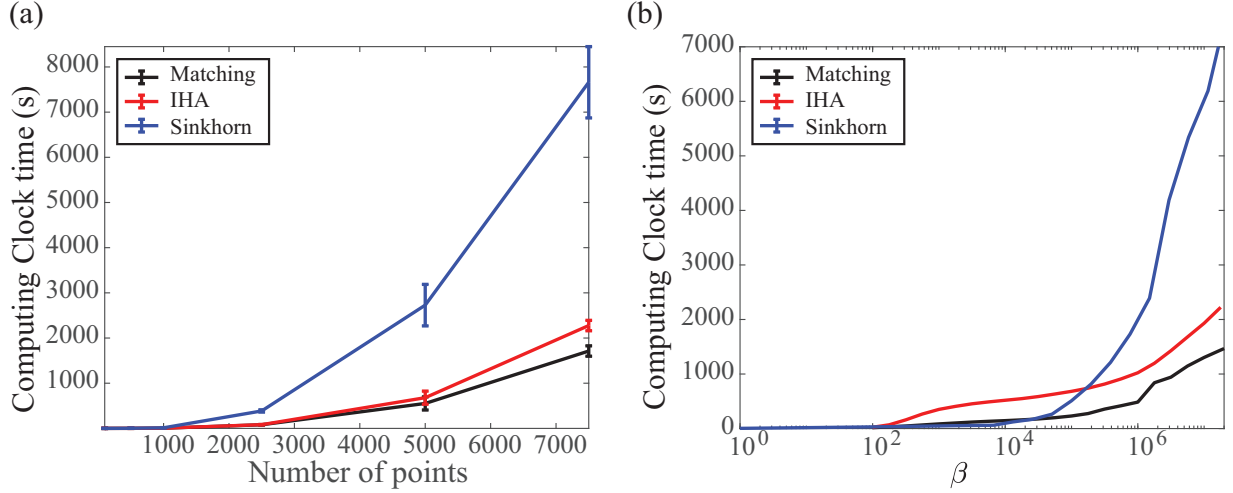 (a)
Computing Clock time (s)
8000
7000
6000
5000
4000
3000
2000
1000
Matching
IHA
Sinkhorn
1000 2000 3000 4000 5000 6000 7000
Number of points
(b)
Computing Clock time (s)
7000
6000
5000
4000
3000
2000
1000
0
Matching
IHA
Sinkhorn
10^0 10^2 10^4 10^6
β